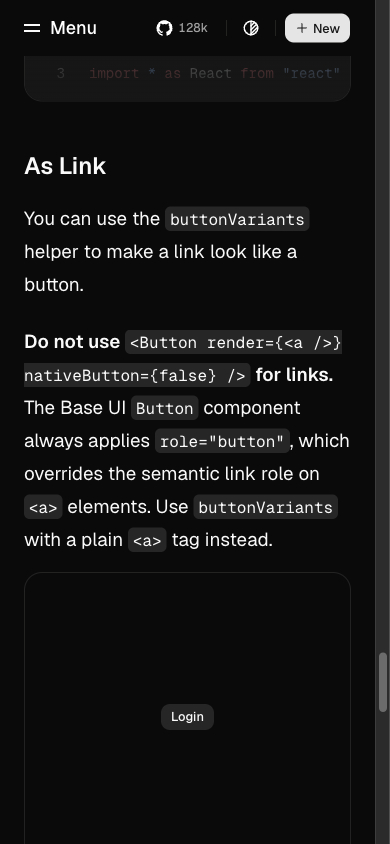 Menu 128k + New
3 import * as React from "react"
As Link
You can use the buttonVariants
helper to make a link look like a
button.
Do not use <Button render={<a />}
nativeButton={false} /> for links.
The Base UI Button component
always applies role="button", which
overrides the semantic link role on
<a> elements. Use buttonVariants
with a plain <a> tag instead.
Login